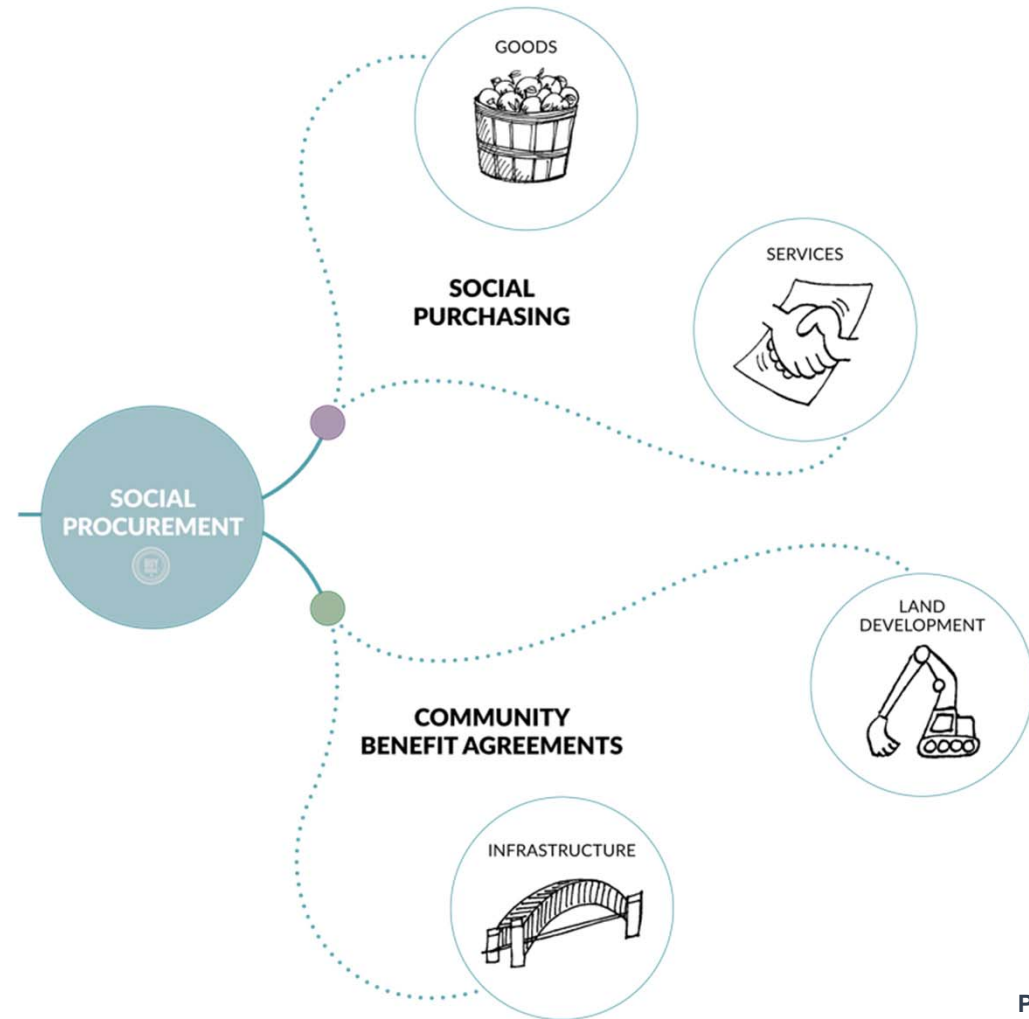 GOODS
SERVICES
SOCIAL
PURCHASING
SOCIAL
PROCUREMENT
LAND
DEVELOPMENT
COMMUNITY
BENEFIT AGREEMENTS
INFRASTRUCTURE
P